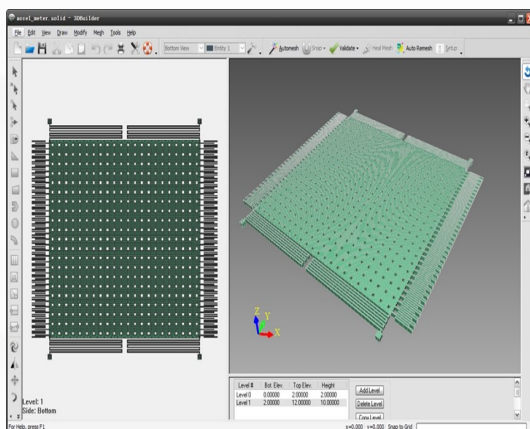 accel_meter.solid - 3DBuilder
File Edit View Draw Modify Mesh Tools Help
Bottom View Entity 1 Automesh Snap Validate Heal Mesh Auto Remesh Setup
Z
Y
X
Level: 1
Side: Bottom
Level # Bot. Elev. Top Elev. Height
Level 0 0.00000 2.00000 2.00000
Level 1 2.00000 12.00000 10.00000
Add Level
Delete Level
Copy Level
For Help, press F1 x=0.000 y=0.000 Snap to Grid